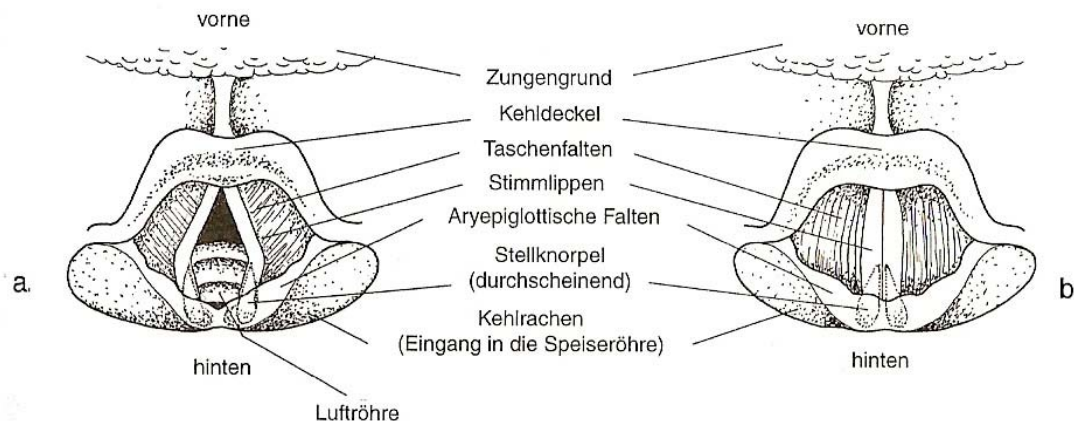 vorne
vorne
Zungengrund
Kehldeckel
Taschenfalten
Stimmlippen
Aryepiglottische Falten
Stellknorpel
(durchscheinend)
Kehlrachen
(Eingang in die Speiseröhre)
a.
b
hinten
hinten
Luftröhre